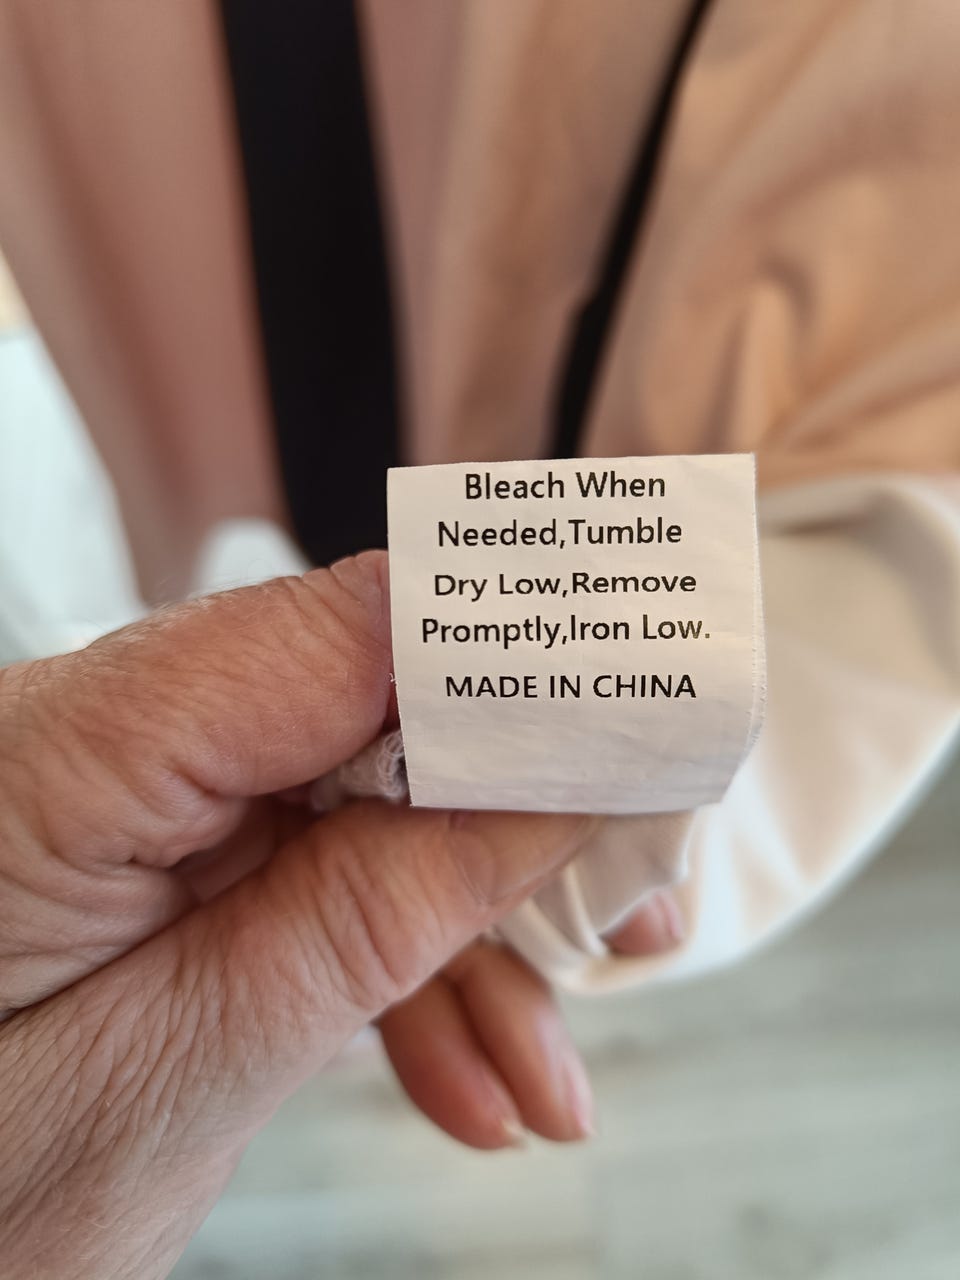 Bleach When
Needed,Tumble
Dry Low,Remove
Promptly,Iron Low.
MADE IN CHINA